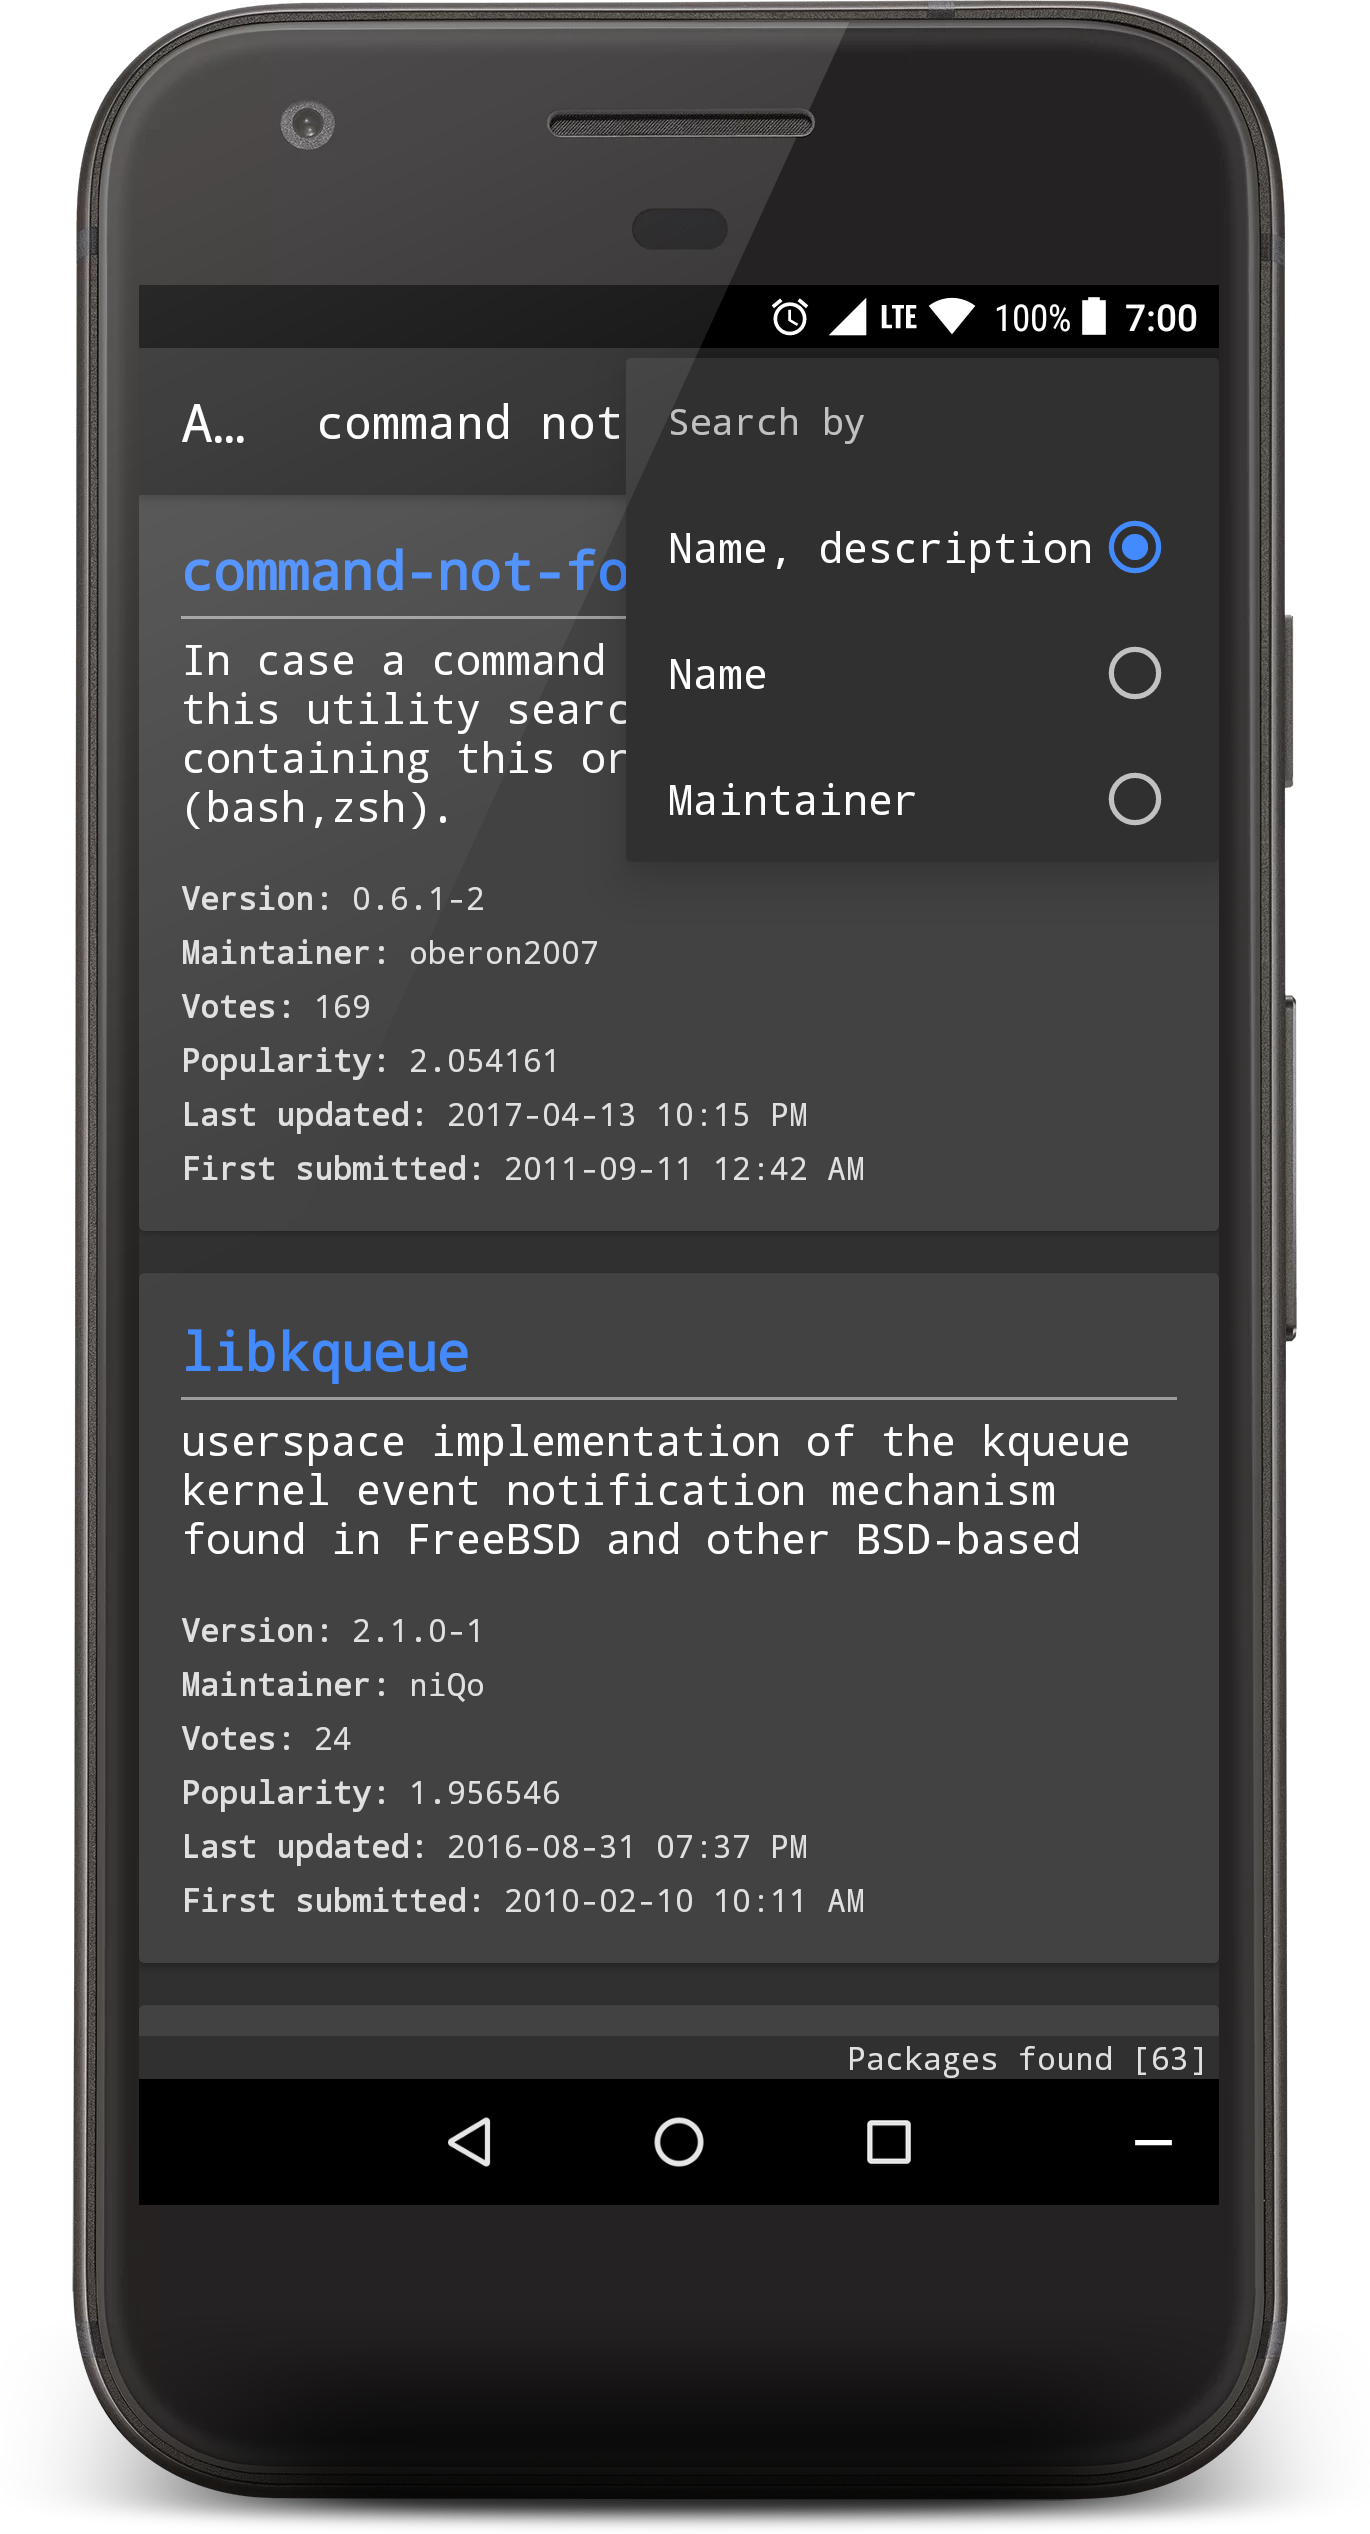 LTE 100% 7:00
A… command not
Search by
Name, description
Name
Maintainer
command-not-fo
In case a command
this utility searc
containing this or
(bash,zsh).
Version: 0.6.1-2
Maintainer: oberon2007
Votes: 169
Popularity: 2.054161
Last updated: 2017-04-13 10:15 PM
First submitted: 2011-09-11 12:42 AM
libkqueue
userspace implementation of the kqueue
kernel event notification mechanism
found in FreeBSD and other BSD-based
Version: 2.1.0-1
Maintainer: niQo
Votes: 24
Popularity: 1.956546
Last updated: 2016-08-31 07:37 PM
First submitted: 2010-02-10 10:11 AM
Packages found [63]